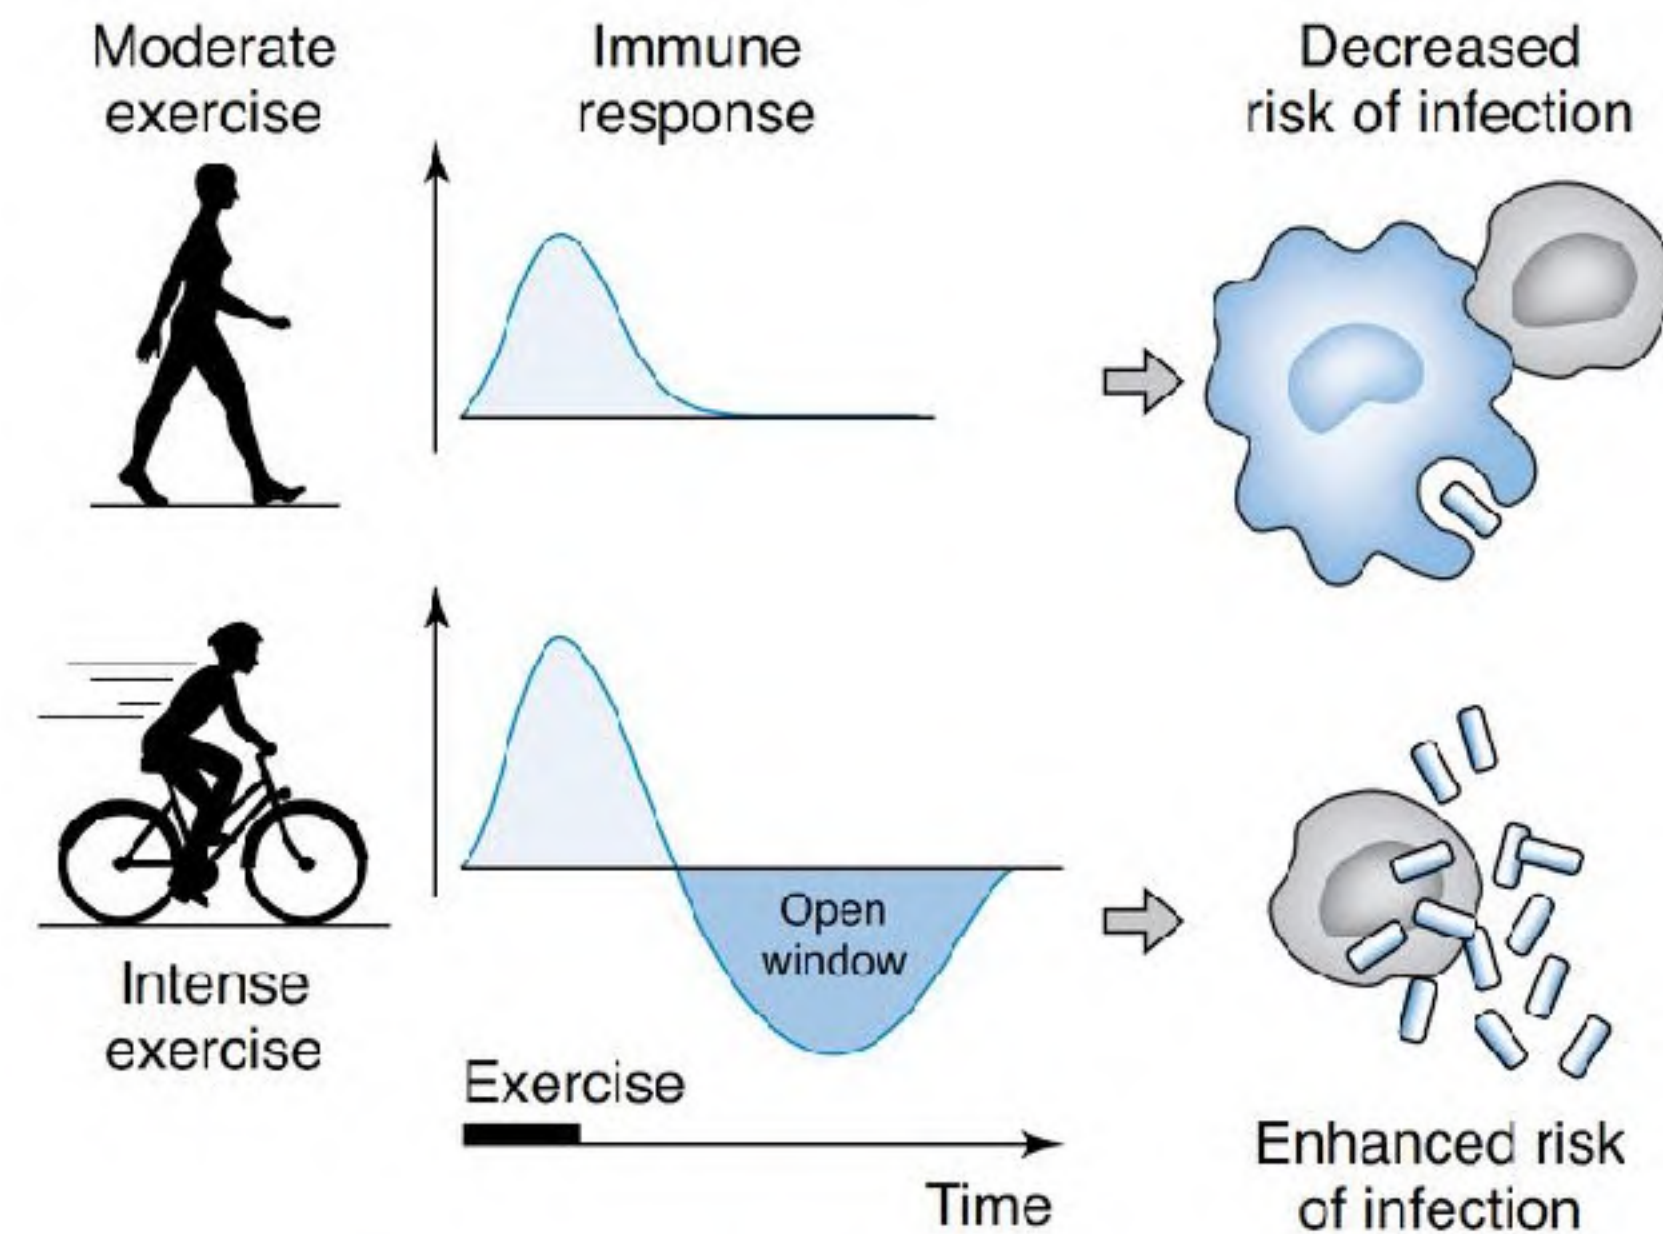 Moderate
exercise
Immune
response
Decreased
risk of infection
Open
window
Intense
exercise
Exercise
Time
Enhanced risk
of infection